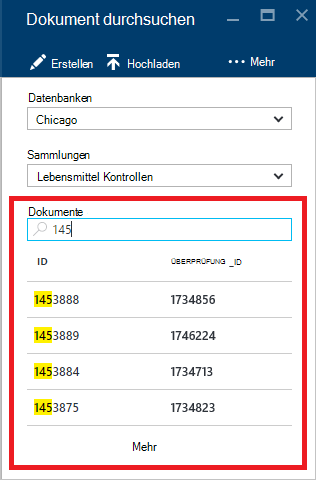 Dokument durchsuchen
Erstellen Hochladen ••• Mehr
Datenbanken
Chicago
Sammlungen
Lebensmittel Kontrollen
Dokumente
145
ID ÜBERPRÜFUNG _ID
1453888 1734856
1453889 1746224
1453884 1734713
1453875 1734823
Mehr